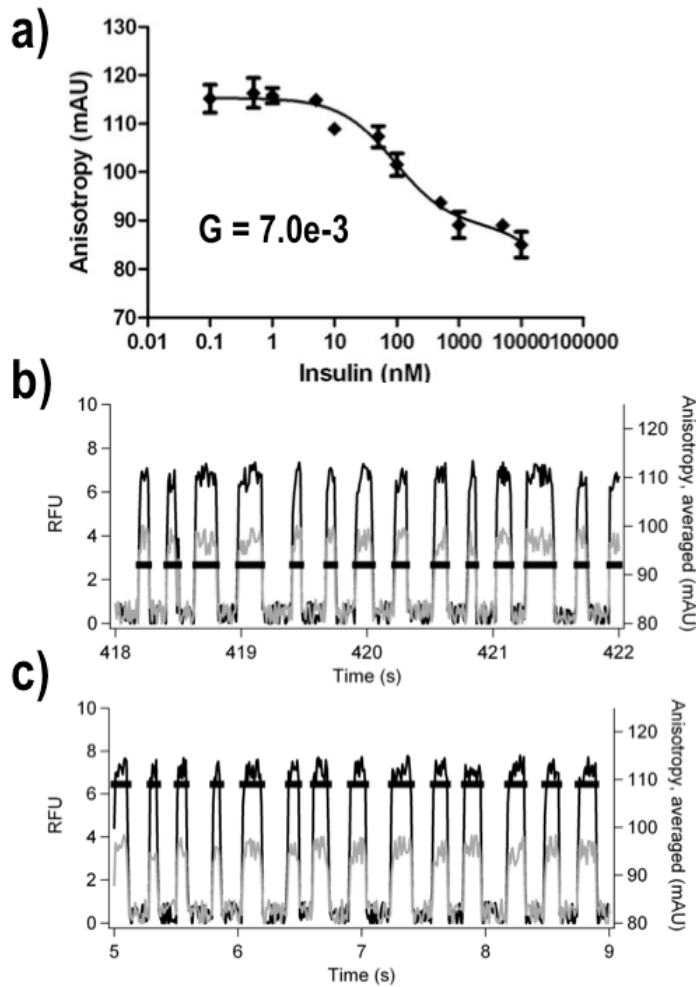 a)
Anisotropy (mAU)
130
120
110
100
90
80
70
G = 7.0e-3
0.01 0.1 1 10 100 1000 10000 100000
Insulin (nM)
b)
RFU
10
8
6
4
2
0
120
110
100
90
80
Anisotropy, averaged (mAU)
418 419 420 421 422
Time (s)
c)
RFU
10
8
6
4
2
0
120
110
100
90
80
Anisotropy, averaged (mAU)
5 6 7 8 9
Time (s)